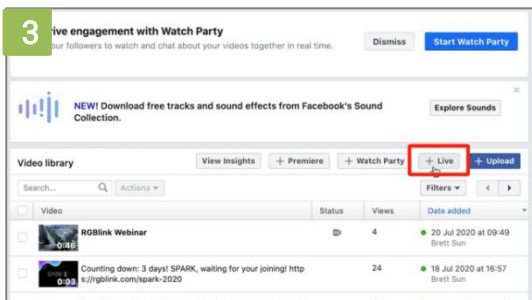 3
ive engagement with Watch Party
our followers to watch and chat about your videos together in real time.
Dismiss
Start Watch Party
NEW! Download free tracks and sound effects from Facebook's Sound
Collection.
Explore Sounds
Video library
View Insights
+ Premiere
+ Watch Party
+ Live
+ Upload
Search...
Actions
Filters
Video
Status
Views
Date added
0:46
RGBlink Webinar
4
20 Jul 2020 at 09:49
Brett Sun
0:03
Counting down: 3 days! SPARK, waiting for your joining! http
s://rgblink.com/spark-2020
24
18 Jul 2020 at 16:57
Brett Sun